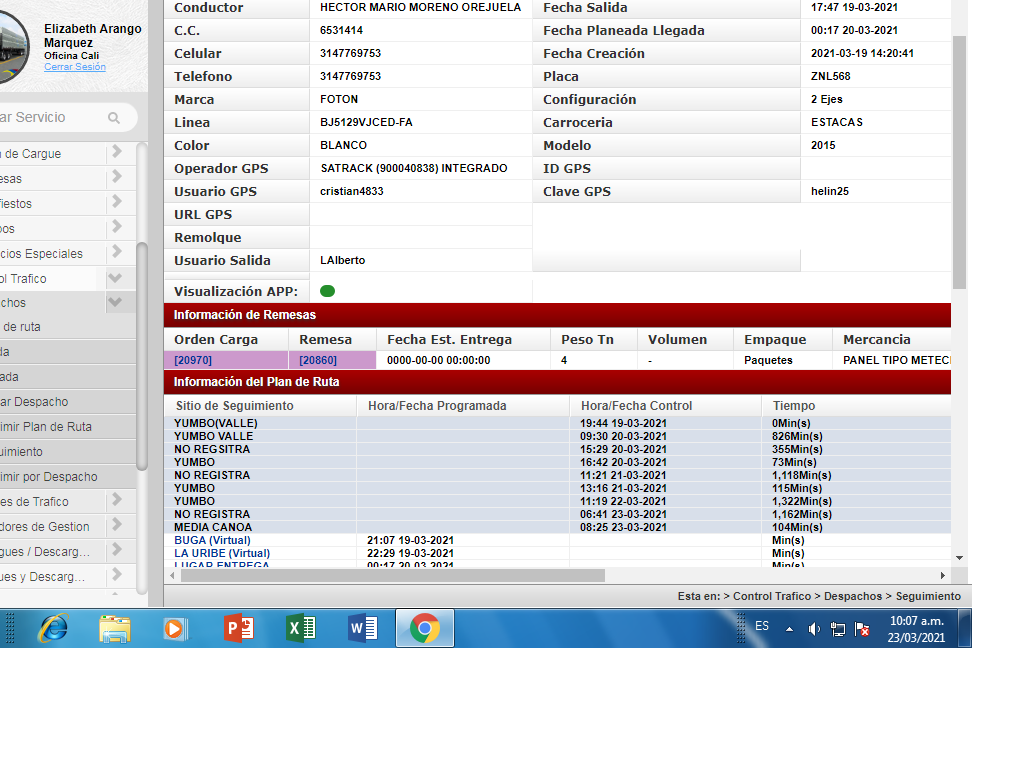 Elizabeth Arango
Marquez
Oficina Cali
Cerrar Sesión
ar Servicio
de Cargue
esas
fiestos
pos
cios Especiales
ol Trafico
chos
de ruta
da
ada
ar Despacho
imir Plan de Ruta
uimiento
imir por Despacho
es de Trafico
dores de Gestion
gues / Descarg...
ues y Descarg...
Conductor HECTOR MARIO MORENO OREJUELA Fecha Salida 17:47 19-03-2021
C.C. 6531414 Fecha Planeada Llegada 00:17 20-03-2021
Celular 3147769753 Fecha Creación 2021-03-19 14:20:41
Telefono 3147769753 Placa ZNL568
Marca FOTON Configuración 2 Ejes
Linea BJ5129VJCED-FA Carroceria ESTACAS
Color BLANCO Modelo 2015
Operador GPS SATRACK (900040838) INTEGRADO ID GPS
Usuario GPS cristian4833 Clave GPS helin25
URL GPS
Remolque
Usuario Salida LAlberto
Visualización APP:
Información de Remesas
Orden Carga Remesa Fecha Est. Entrega Peso Tn Volumen Empaque Mercancia
[20970] [20860] 0000-00-00 00:00:00 4 - Paquetes PANEL TIPO METECI
Información del Plan de Ruta
Sitio de Seguimiento Hora/Fecha Programada Hora/Fecha Control Tiempo
YUMBO(VALLE) 19:44 19-03-2021 0Min(s)
YUMBO VALLE 09:30 20-03-2021 826Min(s)
NO REGSITRA 15:29 20-03-2021 355Min(s)
YUMBO 16:42 20-03-2021 73Min(s)
NO REGISTRA 11:21 21-03-2021 1,118Min(s)
YUMBO 13:16 21-03-2021 115Min(s)
YUMBO 11:19 22-03-2021 1,322Min(s)
NO REGISTRA 06:41 23-03-2021 1,162Min(s)
MEDIA CANOA 08:25 23-03-2021 104Min(s)
BUGA (Virtual) 21:07 19-03-2021 Min(s)
LA URIBE (Virtual) 22:29 19-03-2021 Min(s)
LUGAR ENTREGA 00:17 20-03-2021 Min(s)
Esta en: > Control Trafico > Despachos > Seguimiento
ES 10:07 a.m.
23/03/2021